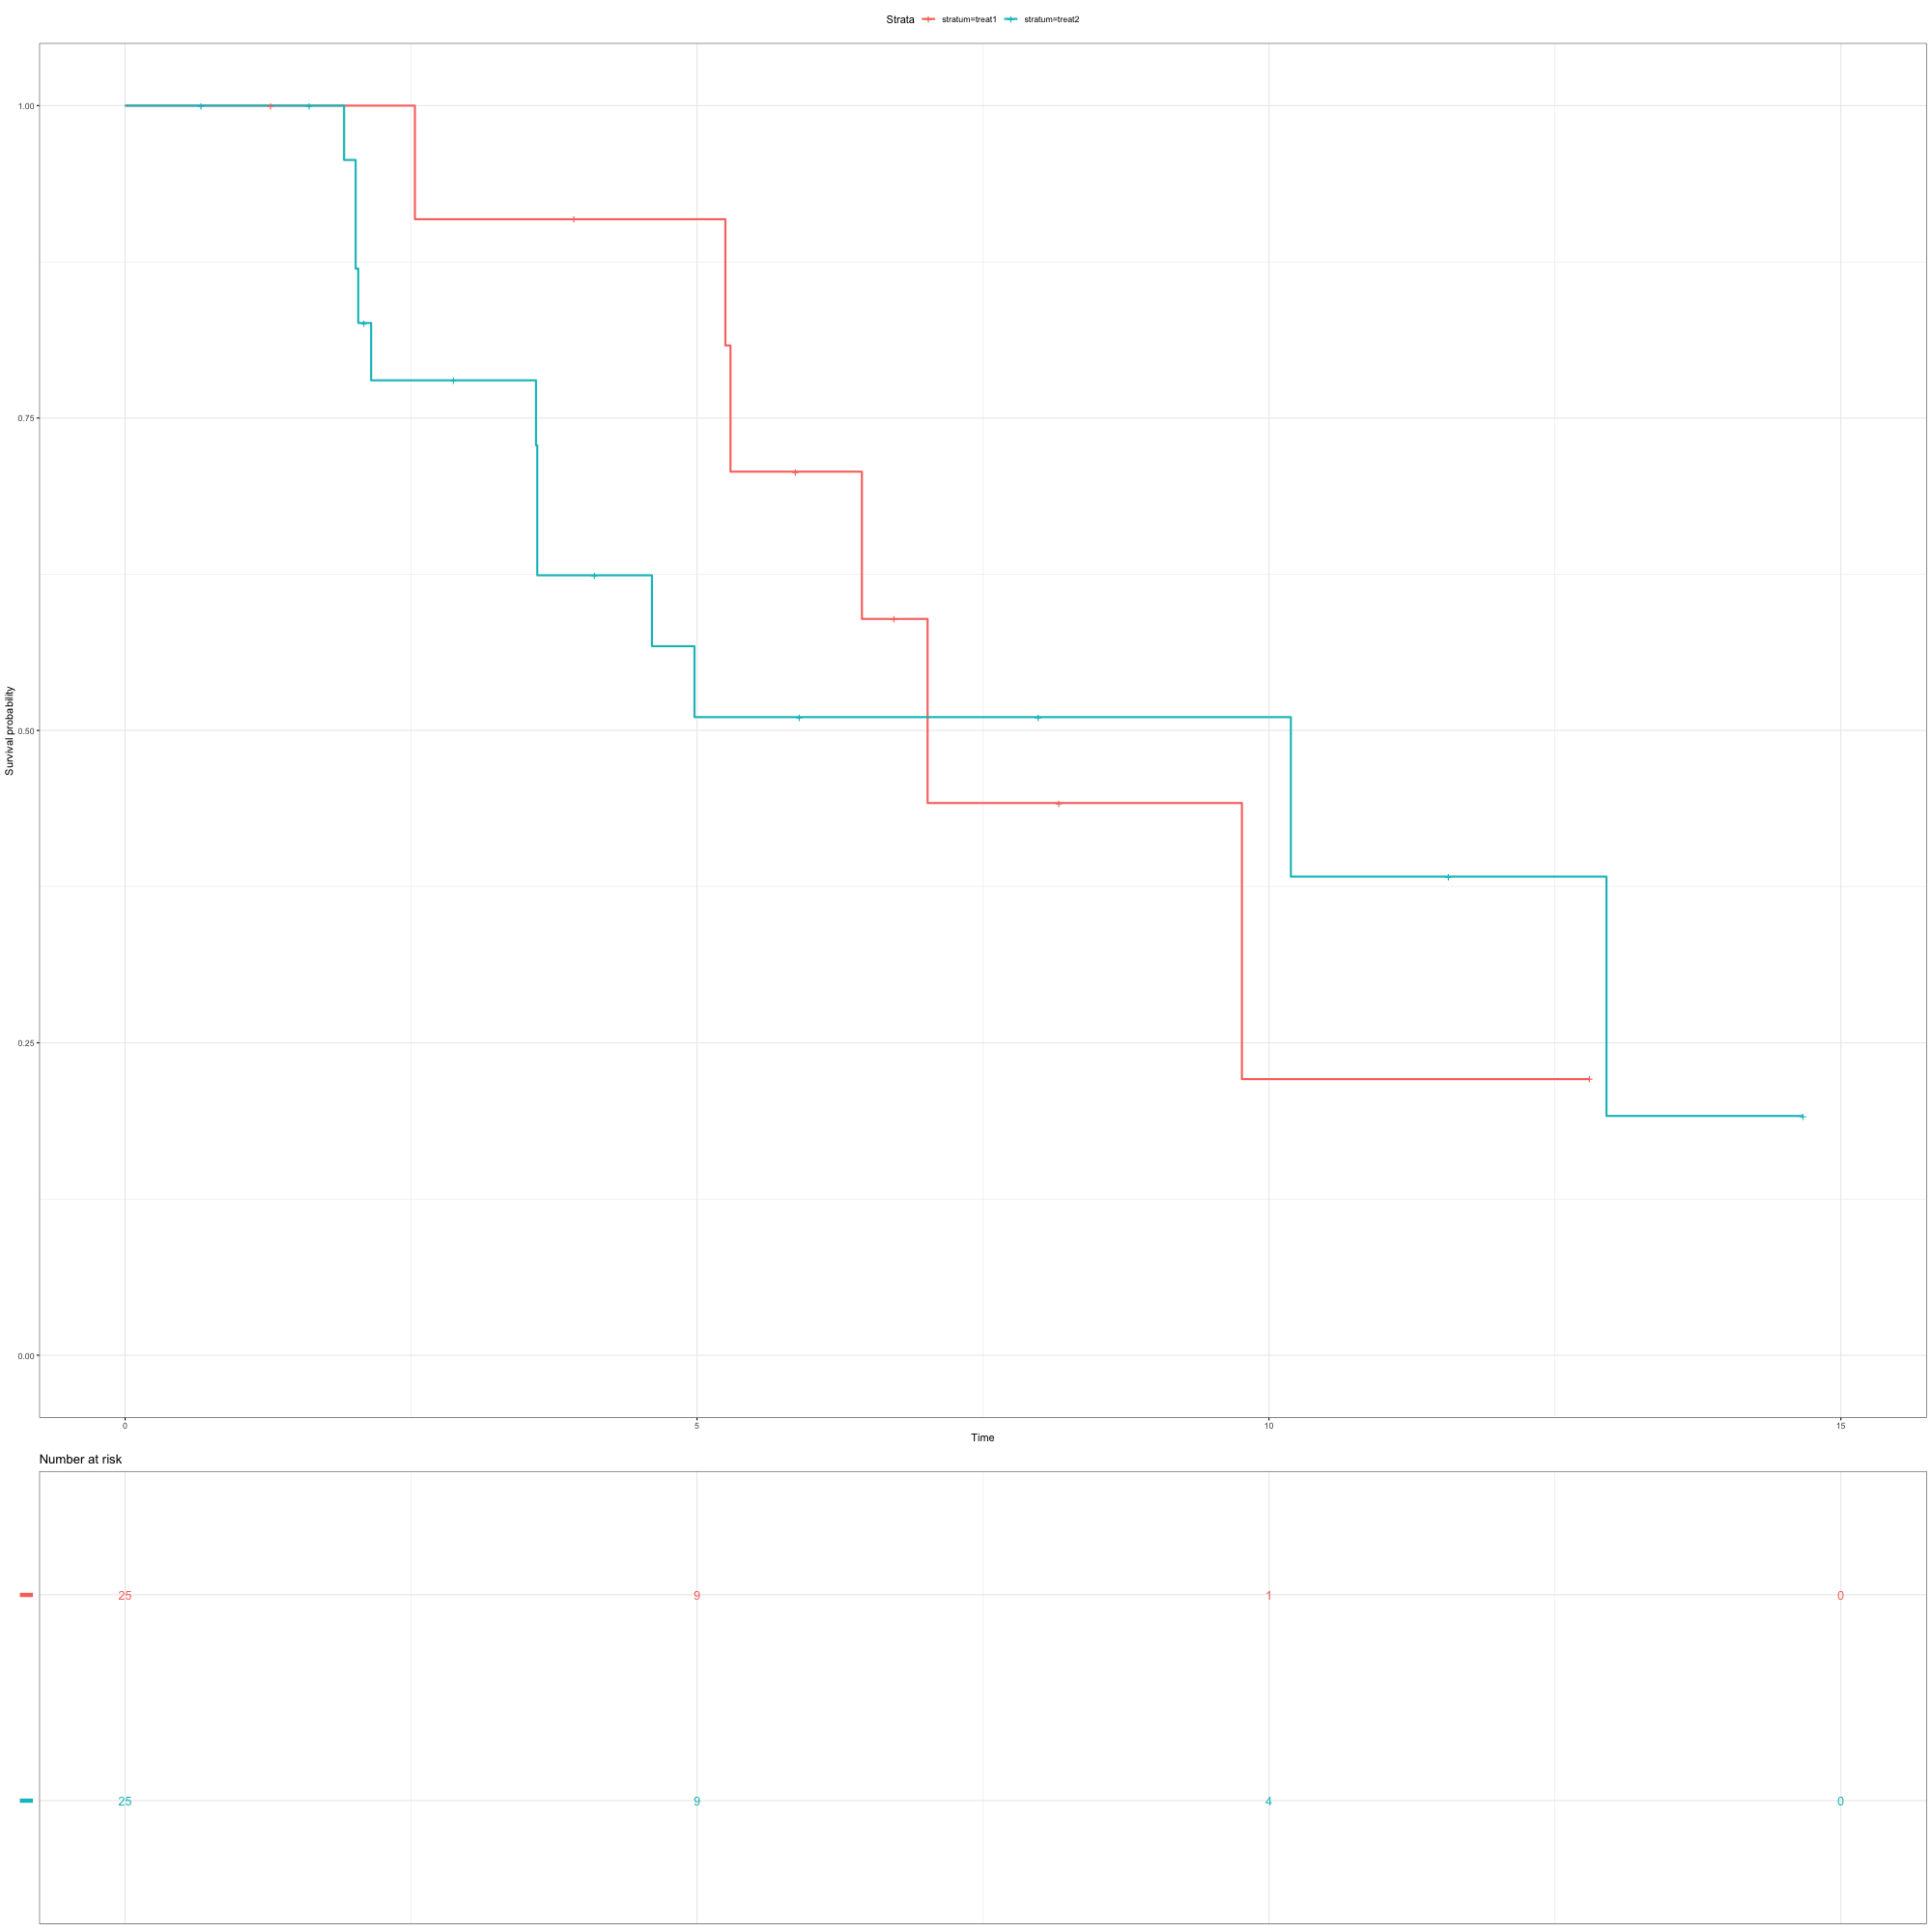 Strata stratum=treat1 stratum=treat2
1.00
0.75
0.50
0.25
0.00
Survival probability
0 5 10 15
Time
Number at risk
25 9 1 0
25 9 4 0